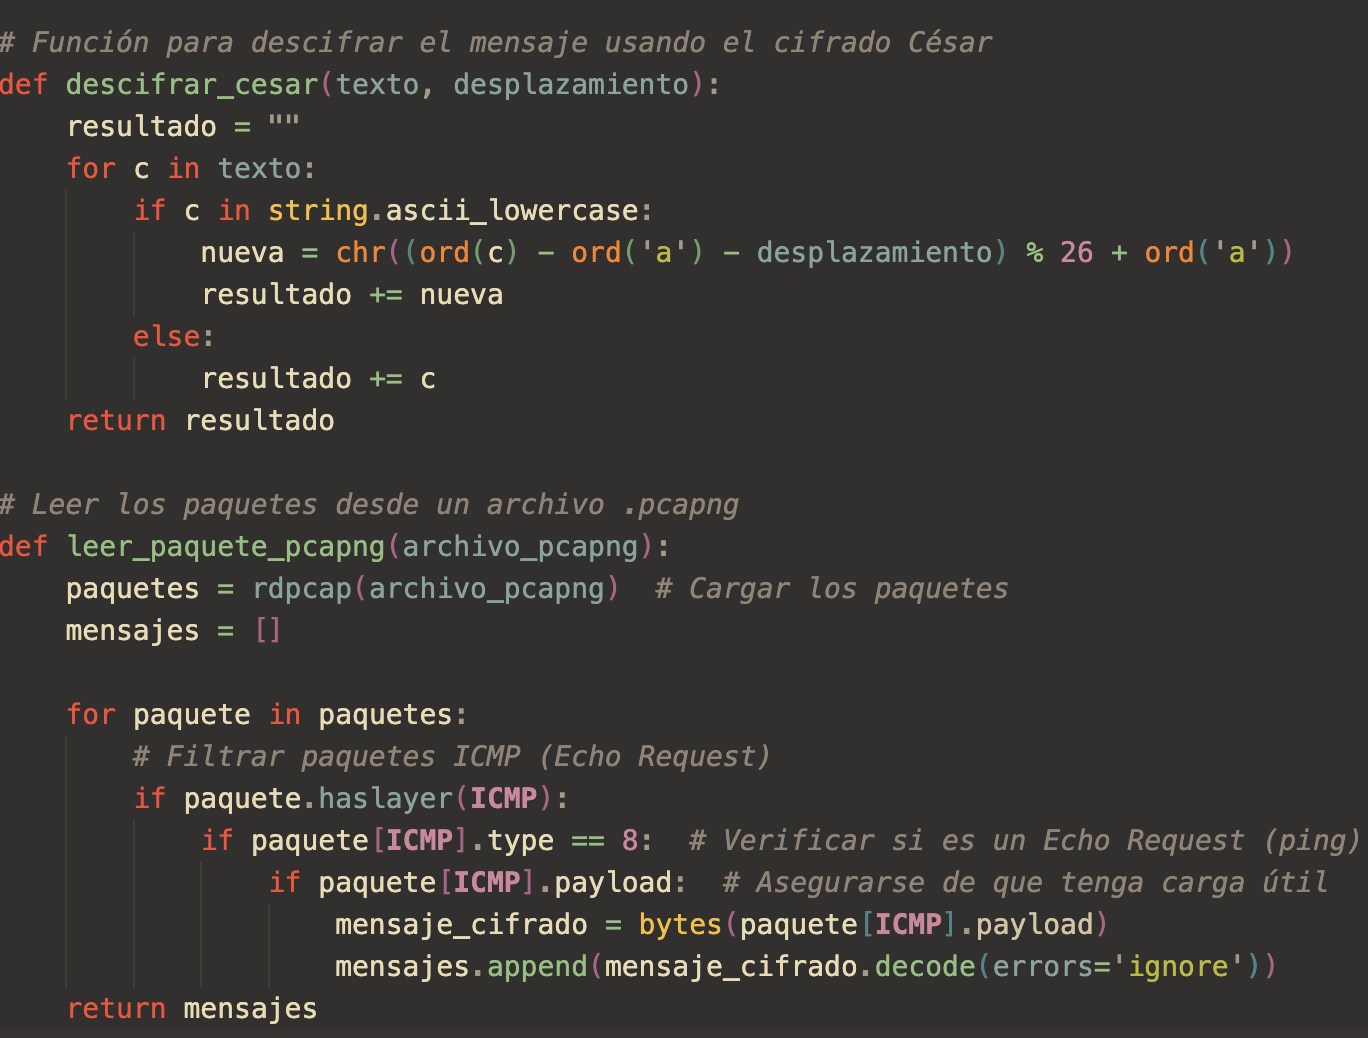 # Función para descifrar el mensaje usando el cifrado César
def descifrar_cesar(texto, desplazamiento):
    resultado = ""
    for c in texto:
        if c in string.ascii_lowercase:
            nueva = chr((ord(c) - ord('a') - desplazamiento) % 26 + ord('a'))
            resultado += nueva
        else:
            resultado += c
    return resultado

# Leer los paquetes desde un archivo .pcapng
def leer_paquete_pcapng(archivo_pcapng):
    paquetes = rdpcap(archivo_pcapng)  # Cargar los paquetes
    mensajes = []

    for paquete in paquetes:
        # Filtrar paquetes ICMP (Echo Request)
        if paquete.haslayer(ICMP):
            if paquete[ICMP].type == 8:  # Verificar si es un Echo Request (ping)
                if paquete[ICMP].payload:  # Asegurarse de que tenga carga útil
                    mensaje_cifrado = bytes(paquete[ICMP].payload)
                    mensajes.append(mensaje_cifrado.decode(errors='ignore'))
    return mensajes